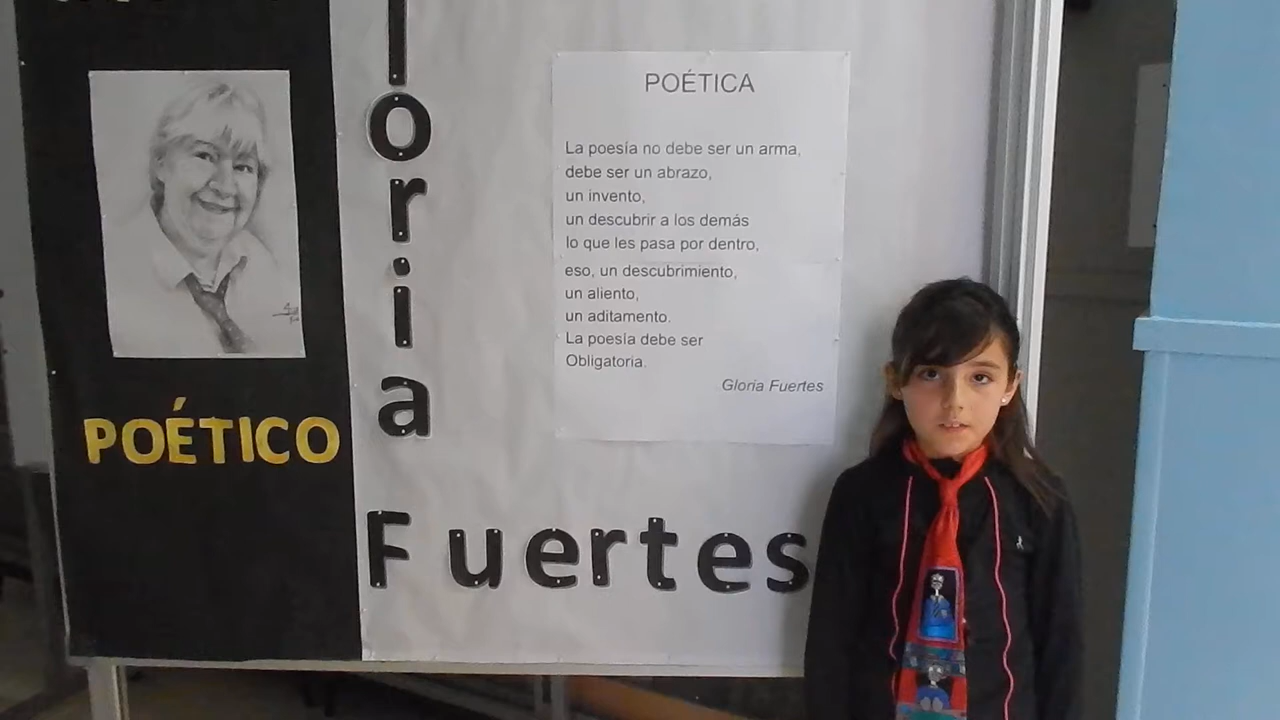 POÉTICO
loria
Fuertes
POÉTICA
La poesía no debe ser un arma,
debe ser un abrazo,
un invento,
un descubrir a los demás
lo que les pasa por dentro,
eso, un descubrimiento,
un aliento,
un aditamento.
La poesía debe ser
Obligatoria.
Gloria Fuertes